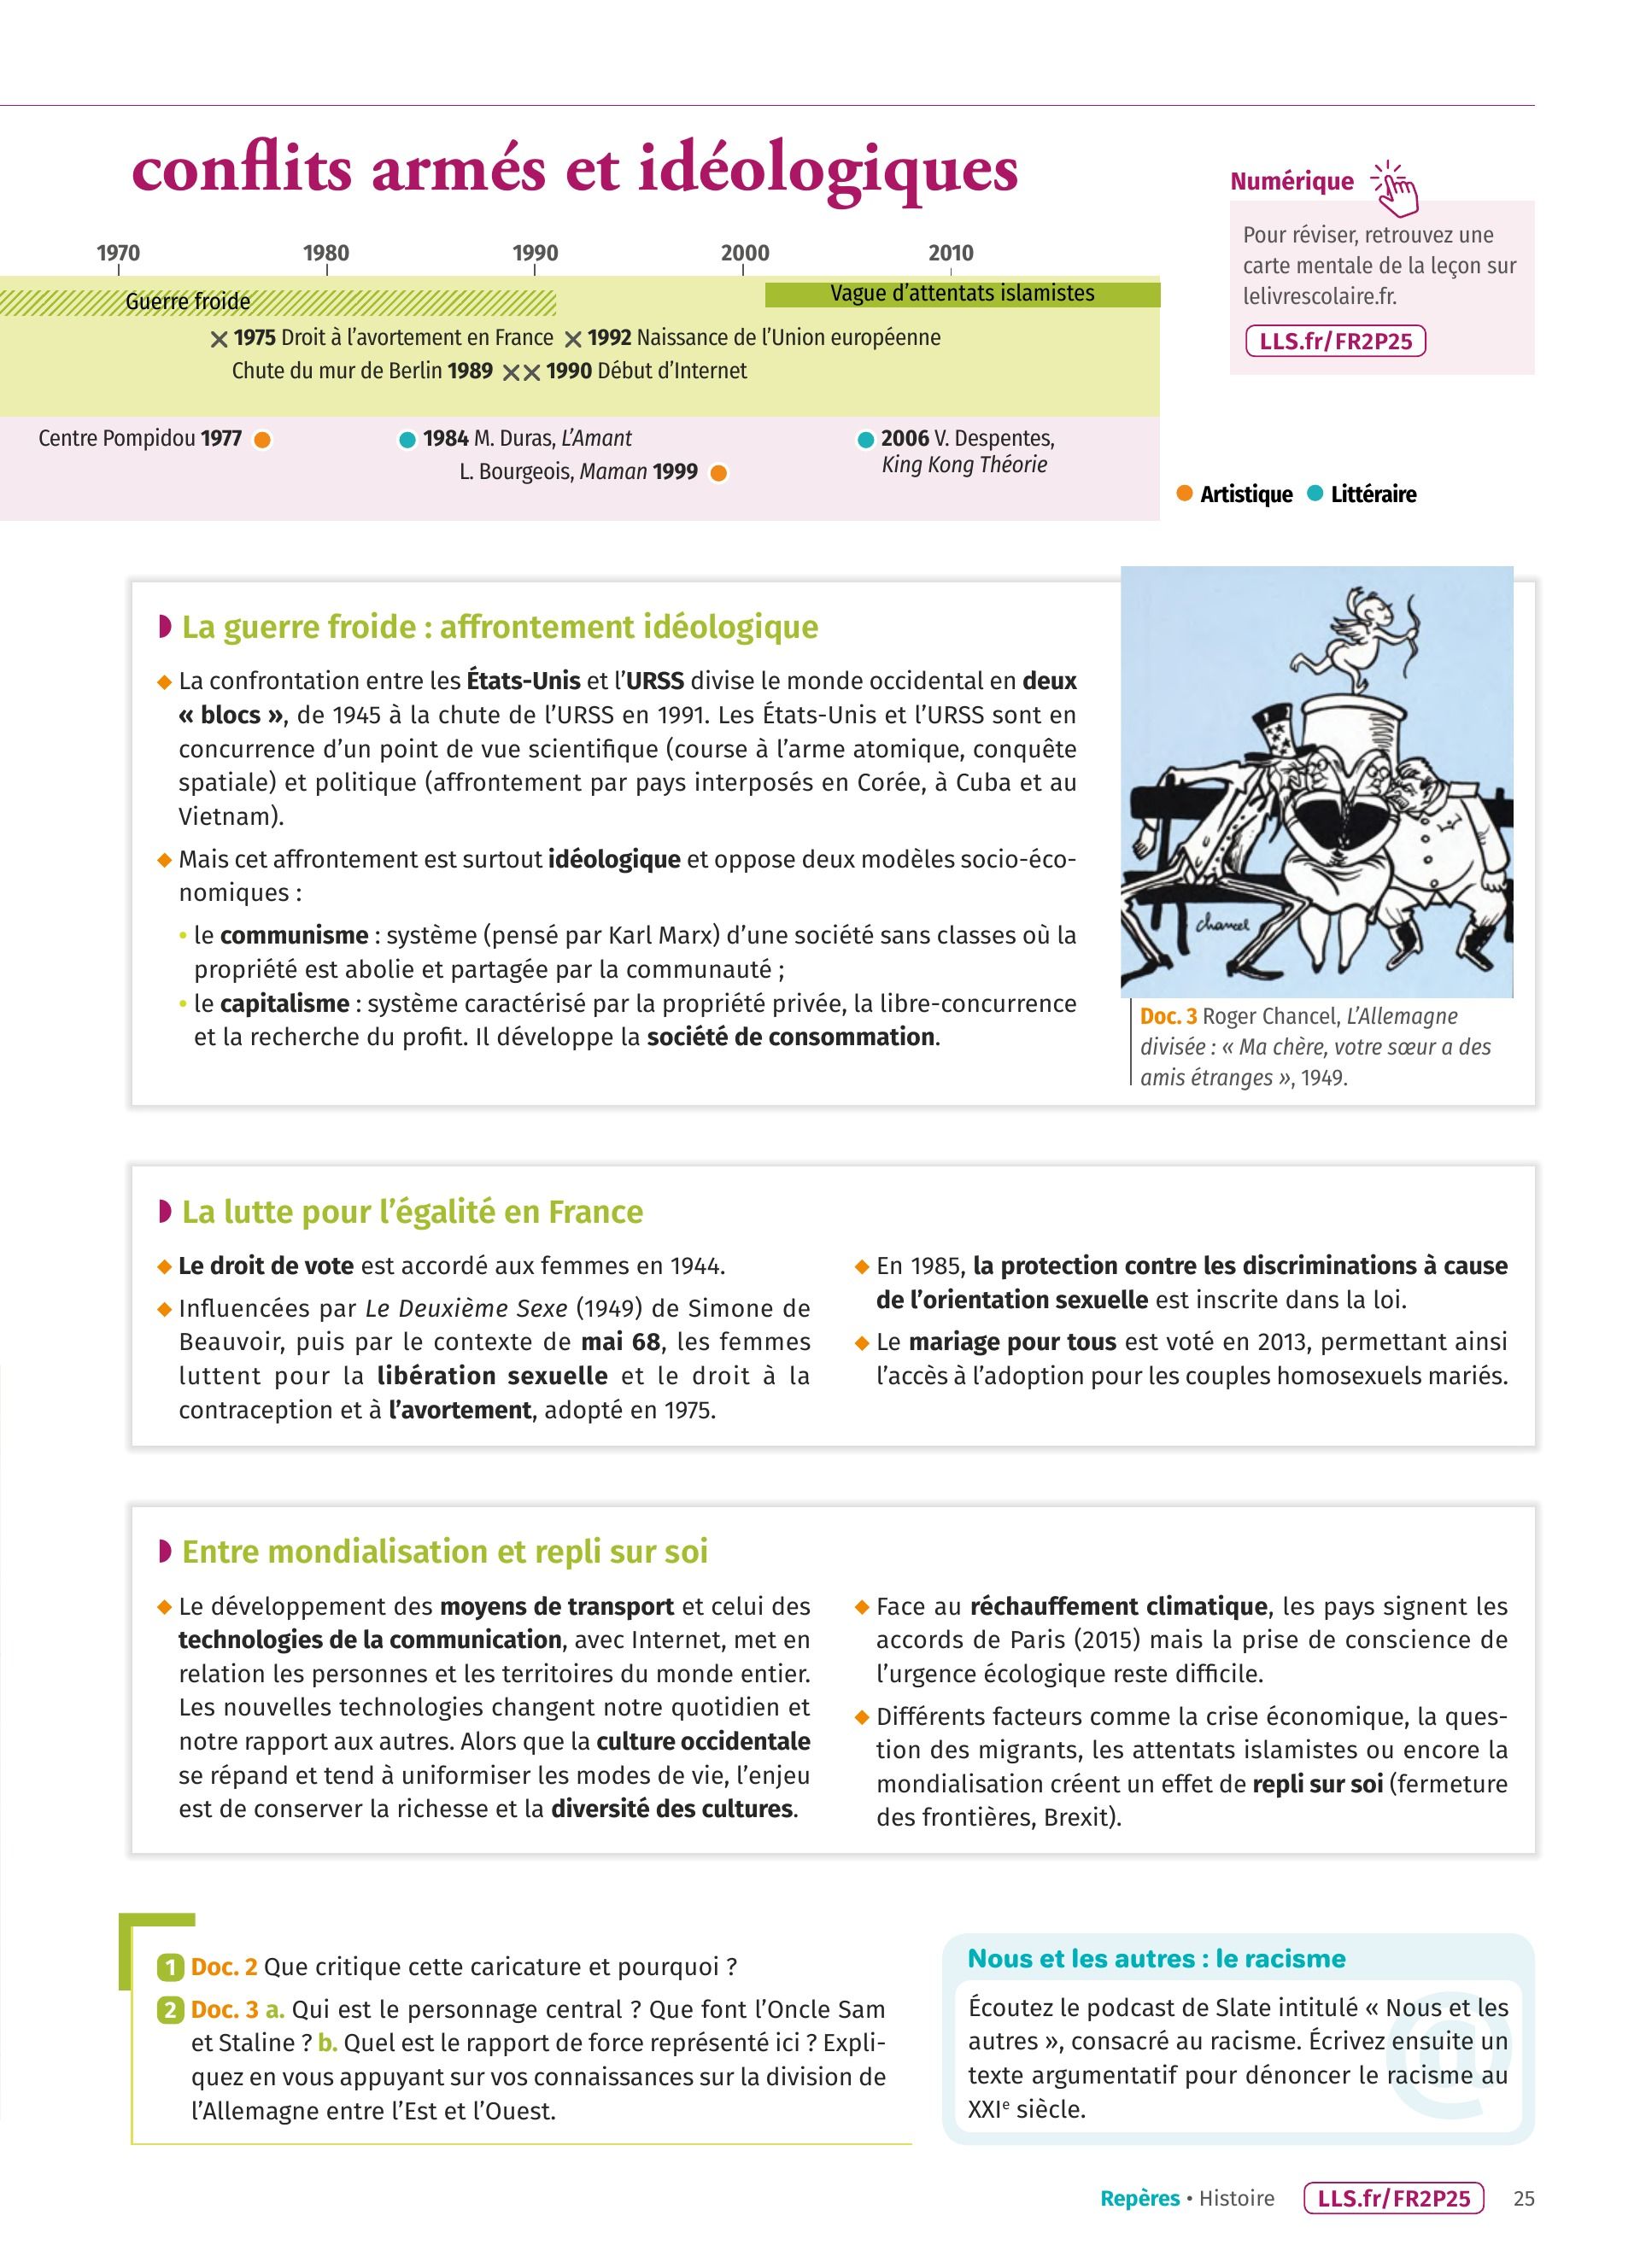 conflits armés et idéologiques
Numérique
Pour réviser, retrouvez une
carte mentale de la leçon sur
lelivrescolaire.fr.
LLS.fr/FR2P25
1970 1980 1990 2000 2010
Guerre froide
Vague d’attentats islamistes
1975 Droit à l’avortement en France
1992 Naissance de l’Union européenne
Chute du mur de Berlin 1989
1990 Début d’Internet
Centre Pompidou 1977
1984 M. Duras, L’Amant
2006 V. Despentes,
King Kong Théorie
L. Bourgeois, Maman 1999
Artistique Littéraire
La guerre froide : affrontement idéologique
La confrontation entre les États-Unis et l’URSS divise le monde occidental en deux
« blocs », de 1945 à la chute de l’URSS en 1991. Les États-Unis et l’URSS sont en
concurrence d’un point de vue scientifique (course à l’arme atomique, conquête
spatiale) et politique (affrontement par pays interposés en Corée, à Cuba et au
Vietnam).
Mais cet affrontement est surtout idéologique et oppose deux modèles socio-éco-
nomiques :
• le communisme : système (pensé par Karl Marx) d’une société sans classes où la
propriété est abolie et partagée par la communauté ;
• le capitalisme : système caractérisé par la propriété privée, la libre-concurrence
et la recherche du profit. Il développe la société de consommation.
chancel
Doc. 3 Roger Chancel, L’Allemagne
divisée : « Ma chère, votre sœur a des
amis étranges », 1949.
La lutte pour l’égalité en France
Le droit de vote est accordé aux femmes en 1944.
Influencées par Le Deuxième Sexe (1949) de Simone de
Beauvoir, puis par le contexte de mai 68, les femmes
luttent pour la libération sexuelle et le droit à la
contraception et à l’avortement, adopté en 1975.
En 1985, la protection contre les discriminations à cause
de l’orientation sexuelle est inscrite dans la loi.
Le mariage pour tous est voté en 2013, permettant ainsi
l’accès à l’adoption pour les couples homosexuels mariés.
Entre mondialisation et repli sur soi
Le développement des moyens de transport et celui des
technologies de la communication, avec Internet, met en
relation les personnes et les territoires du monde entier.
Les nouvelles technologies changent notre quotidien et
notre rapport aux autres. Alors que la culture occidentale
se répand et tend à uniformiser les modes de vie, l’enjeu
est de conserver la richesse et la diversité des cultures.
Face au réchauffement climatique, les pays signent les
accords de Paris (2015) mais la prise de conscience de
l’urgence écologique reste difficile.
Différents facteurs comme la crise économique, la ques-
tion des migrants, les attentats islamistes ou encore la
mondialisation créent un effet de repli sur soi (fermeture
des frontières, Brexit).
1 Doc. 2 Que critique cette caricature et pourquoi ?
2 Doc. 3 a. Qui est le personnage central ? Que font l’Oncle Sam
et Staline ? b. Quel est le rapport de force représenté ici ? Expli-
quez en vous appuyant sur vos connaissances sur la division de
l’Allemagne entre l’Est et l’Ouest.
Nous et les autres : le racisme
Écoutez le podcast de Slate intitulé « Nous et les
autres », consacré au racisme. Écrivez ensuite un
texte argumentatif pour dénoncer le racisme au
XXIe siècle.
@
Repères • Histoire LLS.fr/FR2P25 25